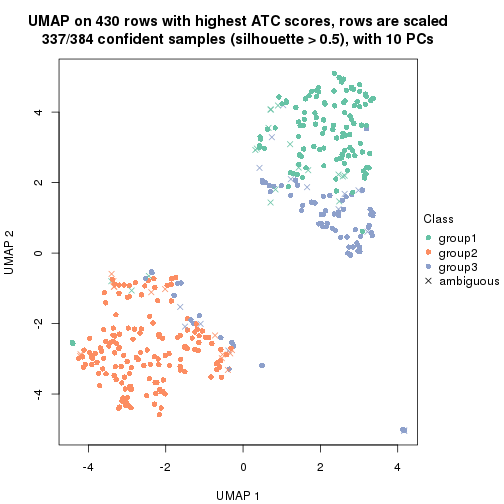 UMAP on 430 rows with highest ATC scores, rows are scaled
337/384 confident samples (silhouette > 0.5), with 10 PCs
4
2
0
-2
-4
UMAP 2
-4
-2
0
2
4
UMAP 1
Class
group1
group2
group3
ambiguous